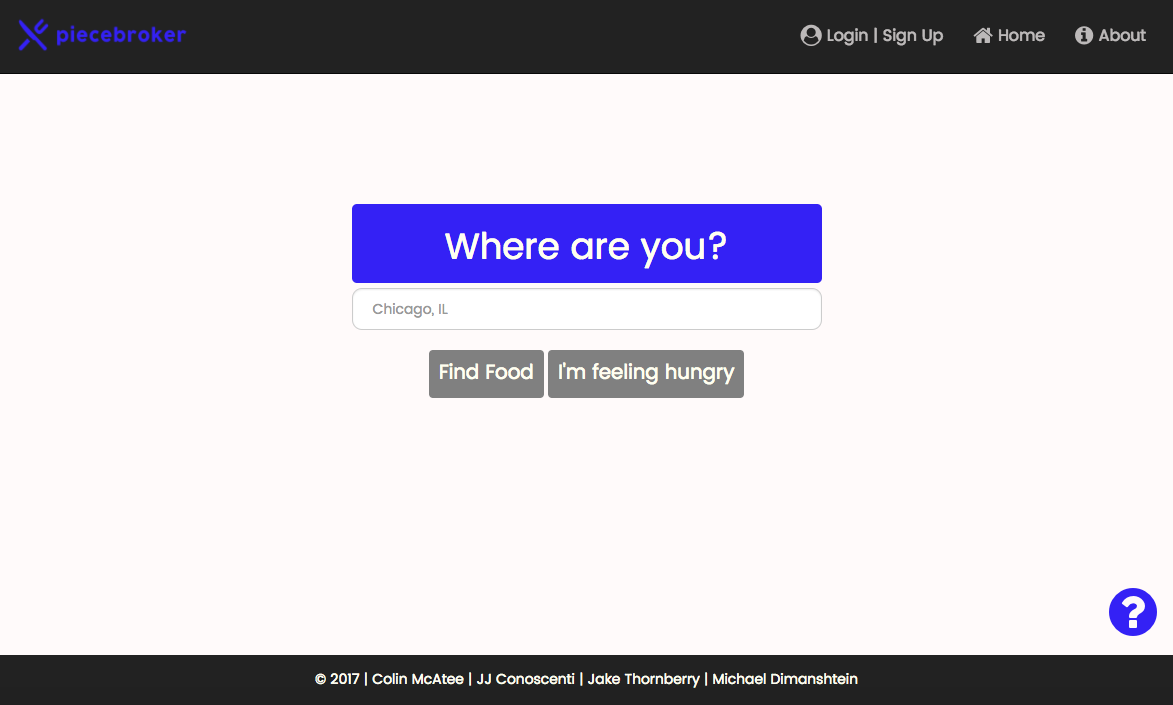 piecebroker
Login | Sign Up
Home
About
Where are you?
Chicago, IL
Find Food
I'm feeling hungry
?
© 2017 | Colin McAtee | JJ Conoscenti | Jake Thornberry | Michael Dimanshtein